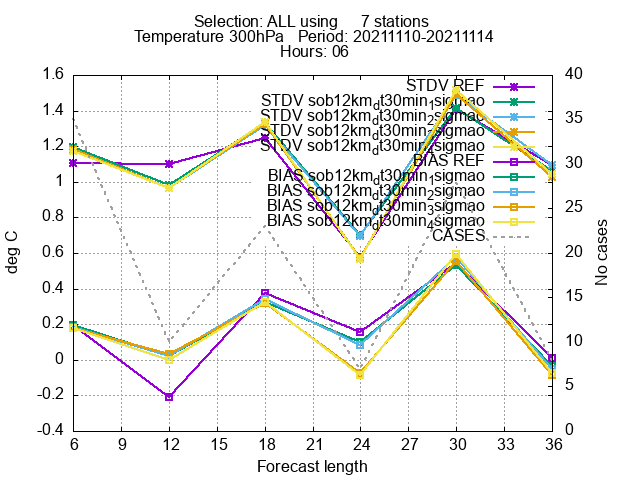 Selection: ALL using 7 stations
Temperature 300hPa Period: 20211110-20211114
Hours: 06
STDV REF
STDV sob12km_dt30min_1sigmao
STDV sob12km_dt30min_2sigmao
STDV sob12km_dt30min_3sigmao
STDV sob12km_dt30min_4sigmao
BIAS REF
BIAS sob12km_dt30min_1sigmao
BIAS sob12km_dt30min_2sigmao
BIAS sob12km_dt30min_3sigmao
BIAS sob12km_dt30min_4sigmao
CASES
deg C
1.6
1.4
1.2
1
0.8
0.6
0.4
0.2
0
-0.2
-0.4
No cases
40
35
30
25
20
15
10
5
0
6 9 12 15 18 21 24 27 30 33 36
Forecast length